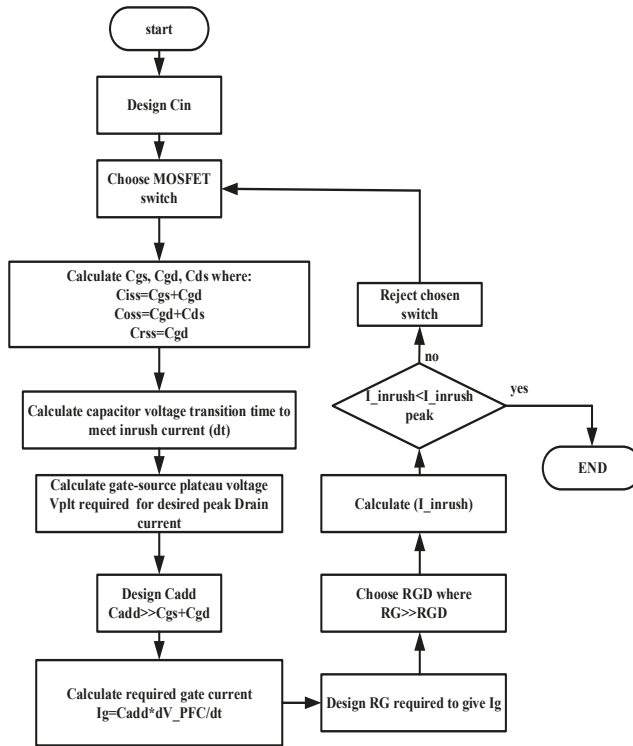 start
Design Cin
Choose MOSFET
switch
Calculate Cgs, Cgd, Cds where:
Ciss=Cgs+Cgd
Coss=Cgd+Cds
Crss=Cgd
Calculate capacitor voltage transition time to
meet inrush current (dt)
Calculate gate-source plateau voltage
Vplt required for desired peak Drain
current
Design Cadd
Cadd>>Cgs+Cgd
Calculate required gate current
Ig=Cadd*dV_PFC/dt
Design RG required to give Ig
Choose RGD where
RG>>RGD
Calculate (I_inrush)
I_inrush<I_inrush
peak
no
yes
Reject chosen
switch
END